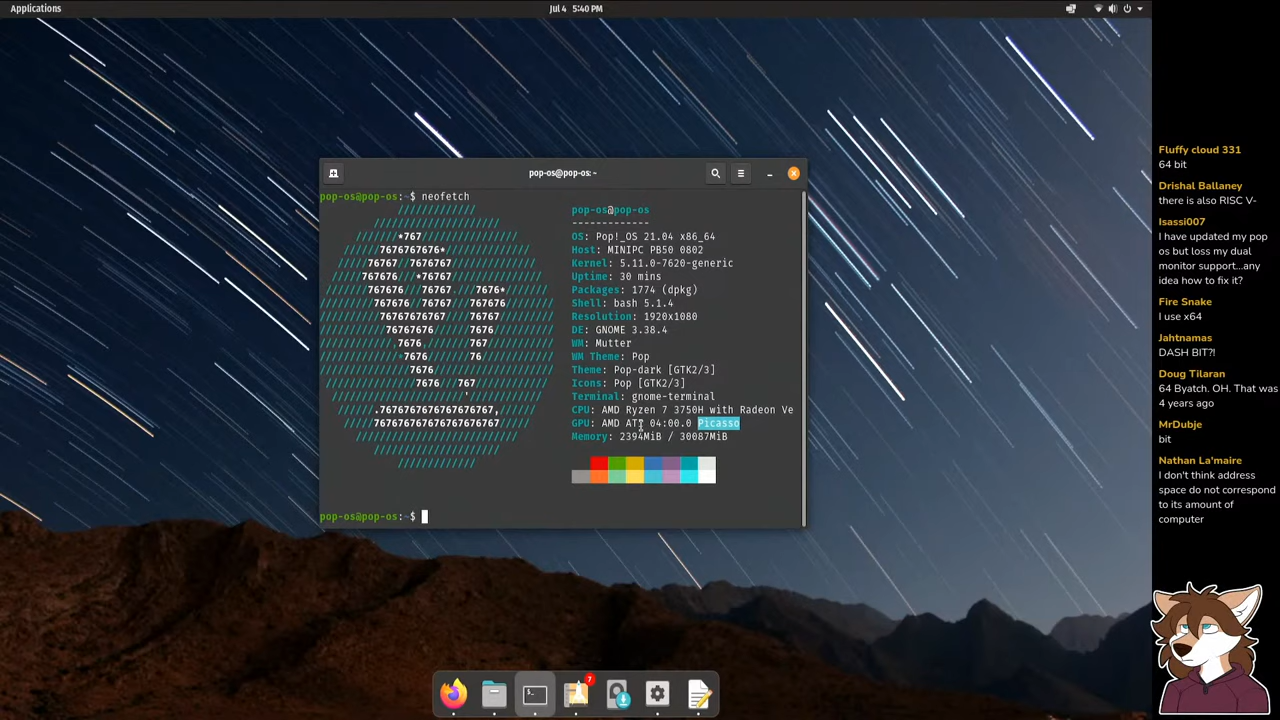 Applications
Jul 4 5:40 PM
pop-os@pop-os: ~
pop-os@pop-os:~$ neofetch
pop-os@pop-os
-------------
OS: Pop!_OS 21.04 x86_64
Host: MINIPC PB50 0802
Kernel: 5.11.0-7620-generic
Uptime: 30 mins
Packages: 1774 (dpkg)
Shell: bash 5.1.4
Resolution: 1920x1080
DE: GNOME 3.38.4
WM: Mutter
WM Theme: Pop
Theme: Pop-dark [GTK2/3]
Icons: Pop [GTK2/3]
Terminal: gnome-terminal
CPU: AMD Ryzen 7 3750H with Radeon Ve
GPU: AMD ATI 04:00.0 Picasso
Memory: 2394MiB / 30087MiB
pop-os@pop-os:~$
7
Fluffy cloud 331
64 bit
Drishal Ballaney
there is also RISC V-
Isassi007
I have updated my pop
os but loss my dual
monitor support...any
idea how to fix it?
Fire Snake
I use x64
Jahtnamas
DASH BIT?!
Doug Tilaran
64 Byatch. OH. That was
4 years ago
MrDubje
bit
Nathan La'maire
I don't think address
space do not correspond
to its amount of
computer